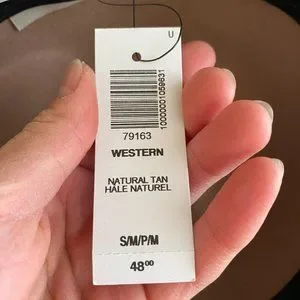 U
10000001059631
79163
WESTERN
NATURAL TAN
HALE NATUREL
S/M/P/M
48⁰⁰